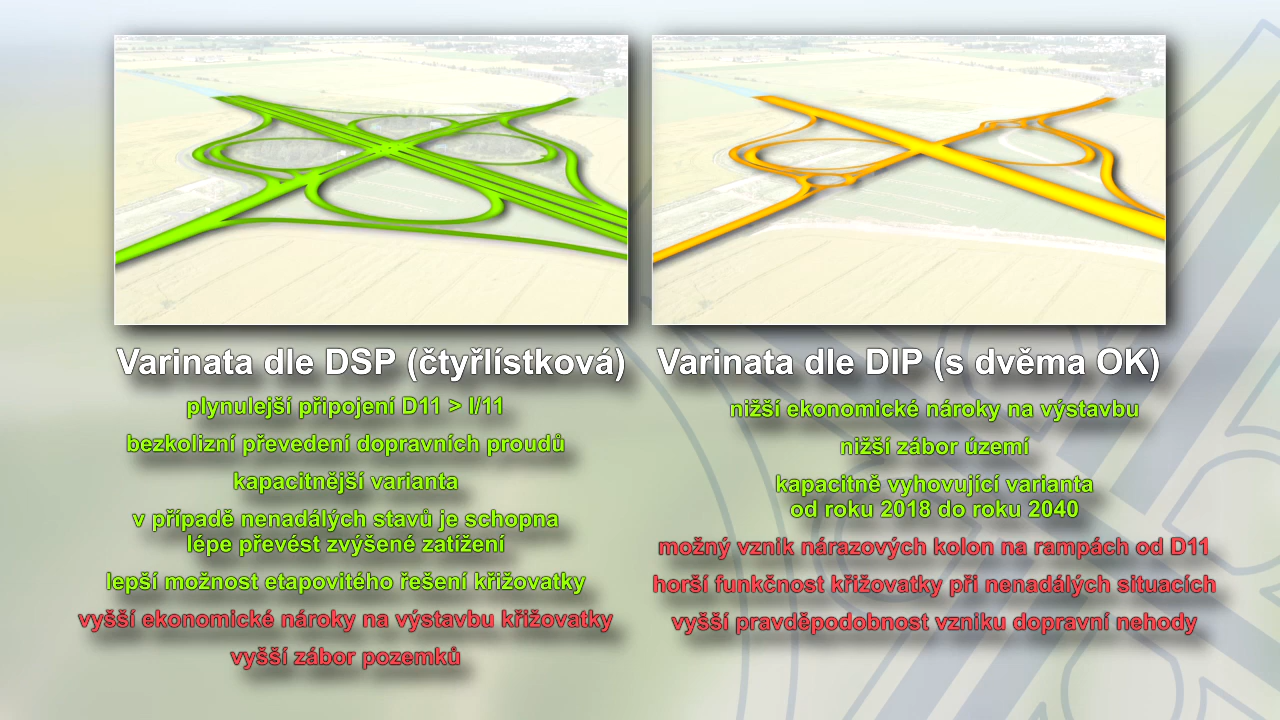 Varinata dle DSP (čtyřlístková)
plynulejší připojení D11 > I/11
bezkolizní převedení dopravních proudů
kapacitnější varianta
v případě nenadálých stavů je schopna
lépe převést zvýšené zatížení
lepší možnost etapovitého řešení křižovatky
vyšší ekonomické nároky na výstavbu křižovatky
vyšší zábor pozemků
Varinata dle DIP (s dvěma OK)
nižší ekonomické nároky na výstavbu
nižší zábor území
kapacitně vyhovující varianta
od roku 2018 do roku 2040
možný vznik nárazových kolon na rampách od D11
horší funkčnost křižovatky při nenadálých situacích
vyšší pravděpodobnost vzniku dopravní nehody